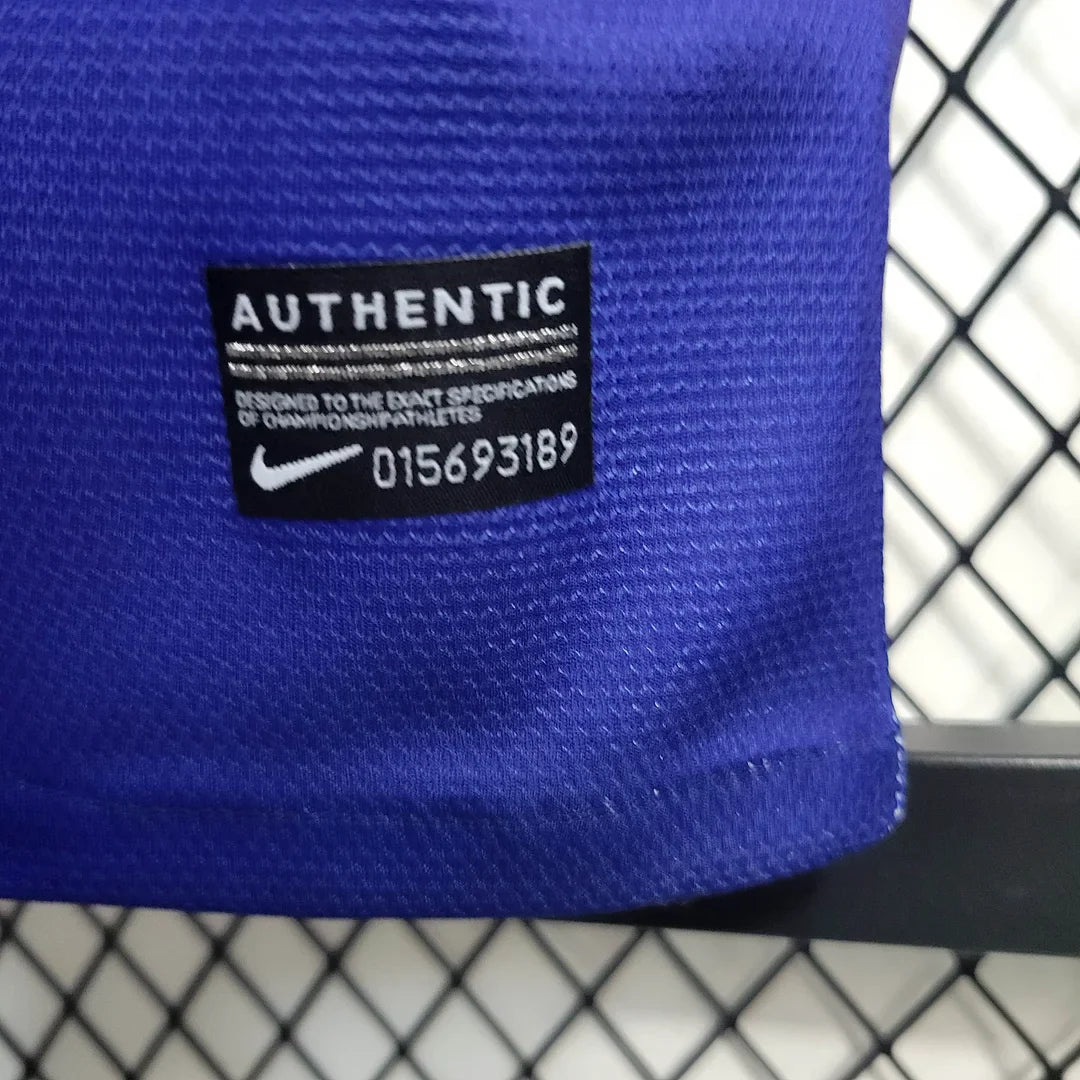 AUTHENTIC
DESIGNED TO THE EXACT SPECIFICATIONS
OF CHAMPIONSHIP ATHLETES
015693189